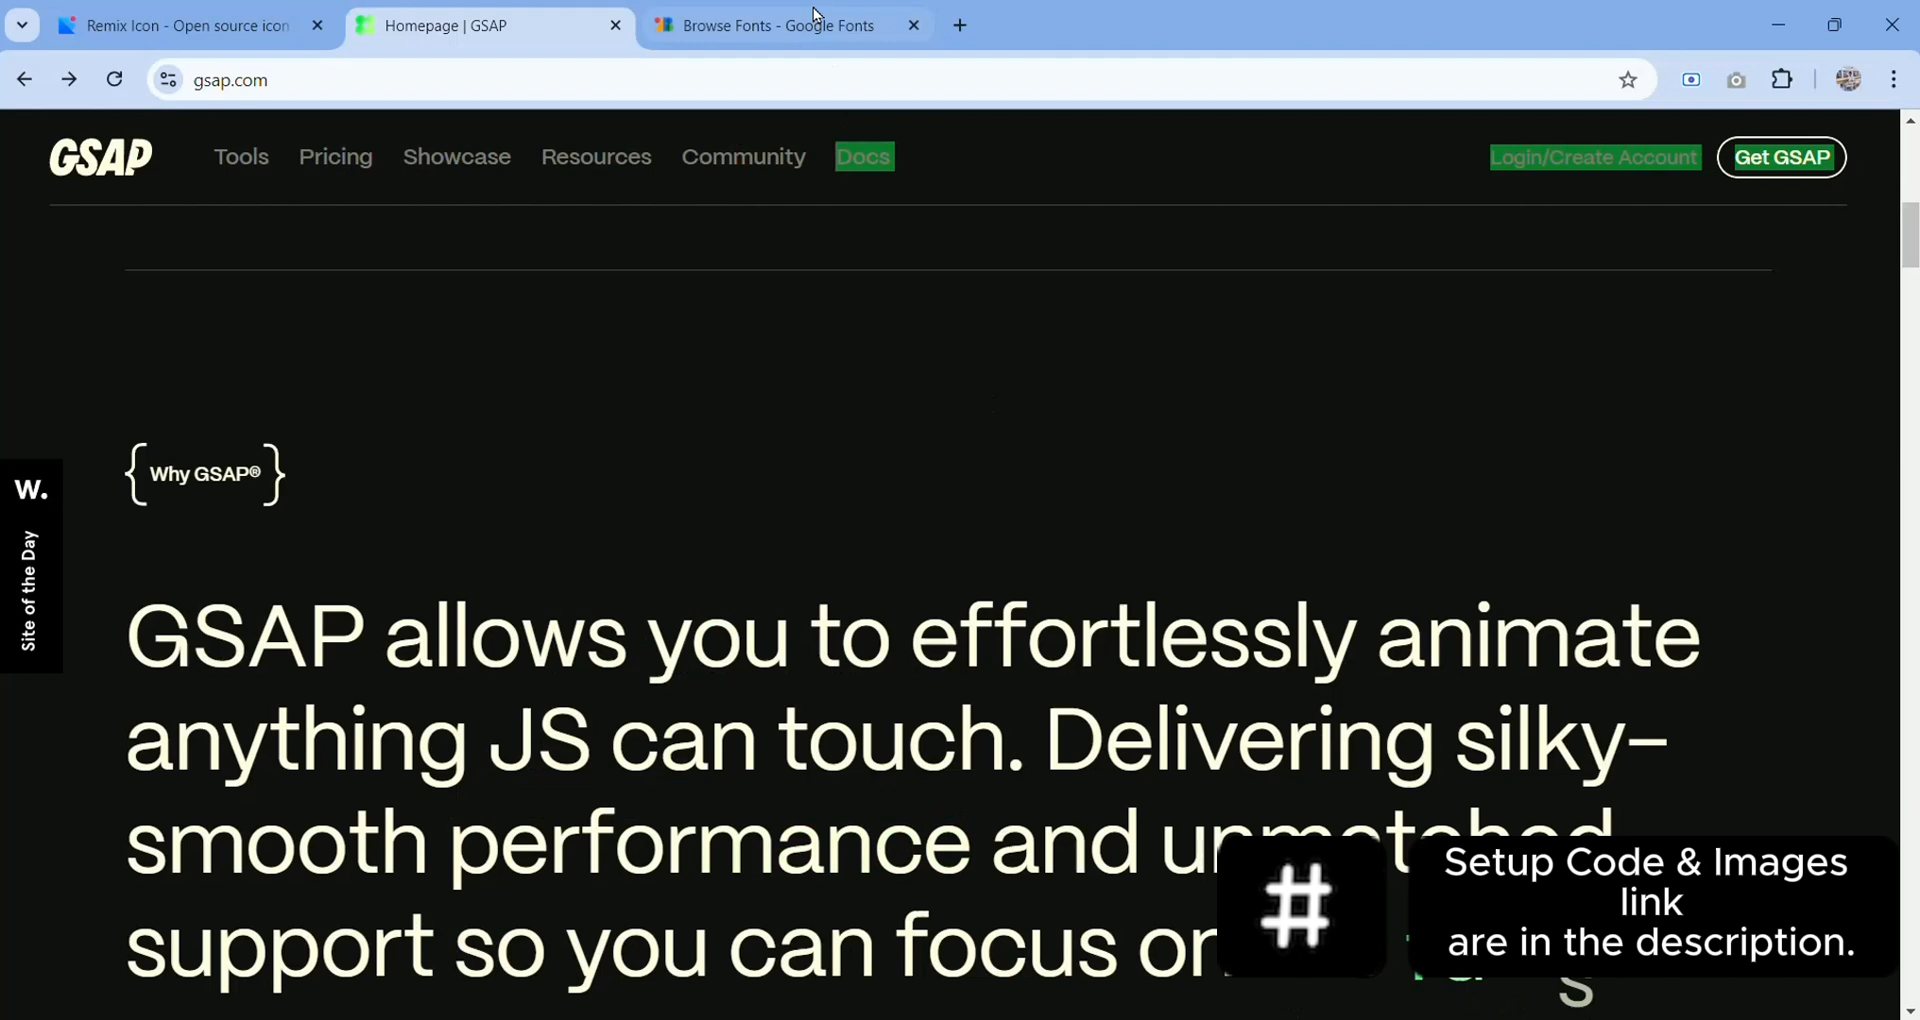 Remix Icon - Open source icon
Homepage | GSAP
Browse Fonts - Google Fonts
gsap.com
GSAP
Tools
Pricing
Showcase
Resources
Community
Docs
Login/Create Account
Get GSAP
Why GSAP®
W.
Site of the Day
GSAP allows you to effortlessly animate
anything JS can touch. Delivering silky-
smooth performance and unmatched
support so you can focus on
S
#
Setup Code & Images
link
are in the description.